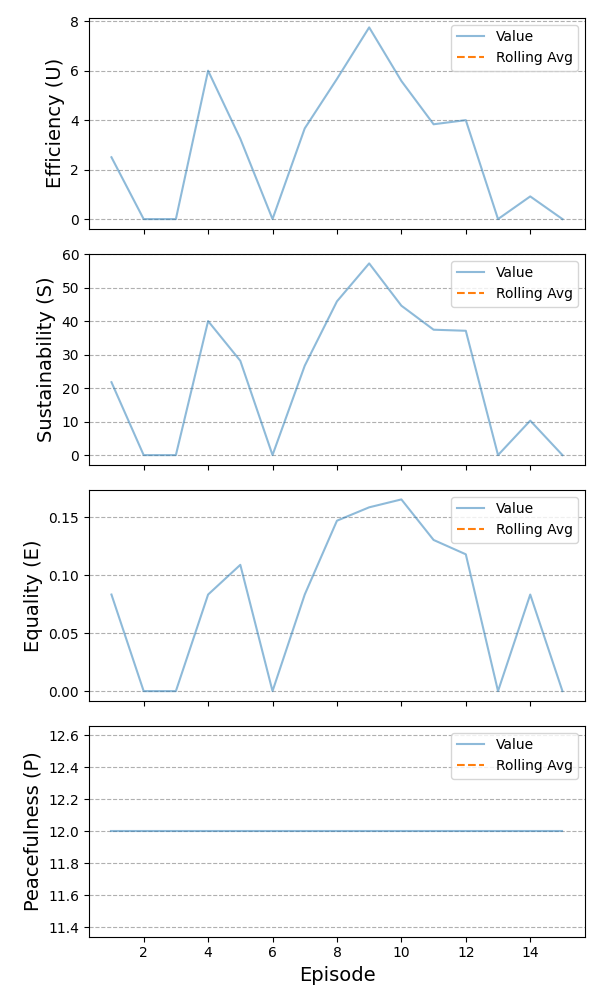 Efficiency (U)
8
6
4
2
0
Value
Rolling Avg
Sustainability (S)
60
50
40
30
20
10
0
Value
Rolling Avg
Equality (E)
0.15
0.10
0.05
0.00
Value
Rolling Avg
Peacefulness (P)
12.6
12.4
12.2
12.0
11.8
11.6
11.4
Value
Rolling Avg
2 4 6 8 10 12 14
Episode